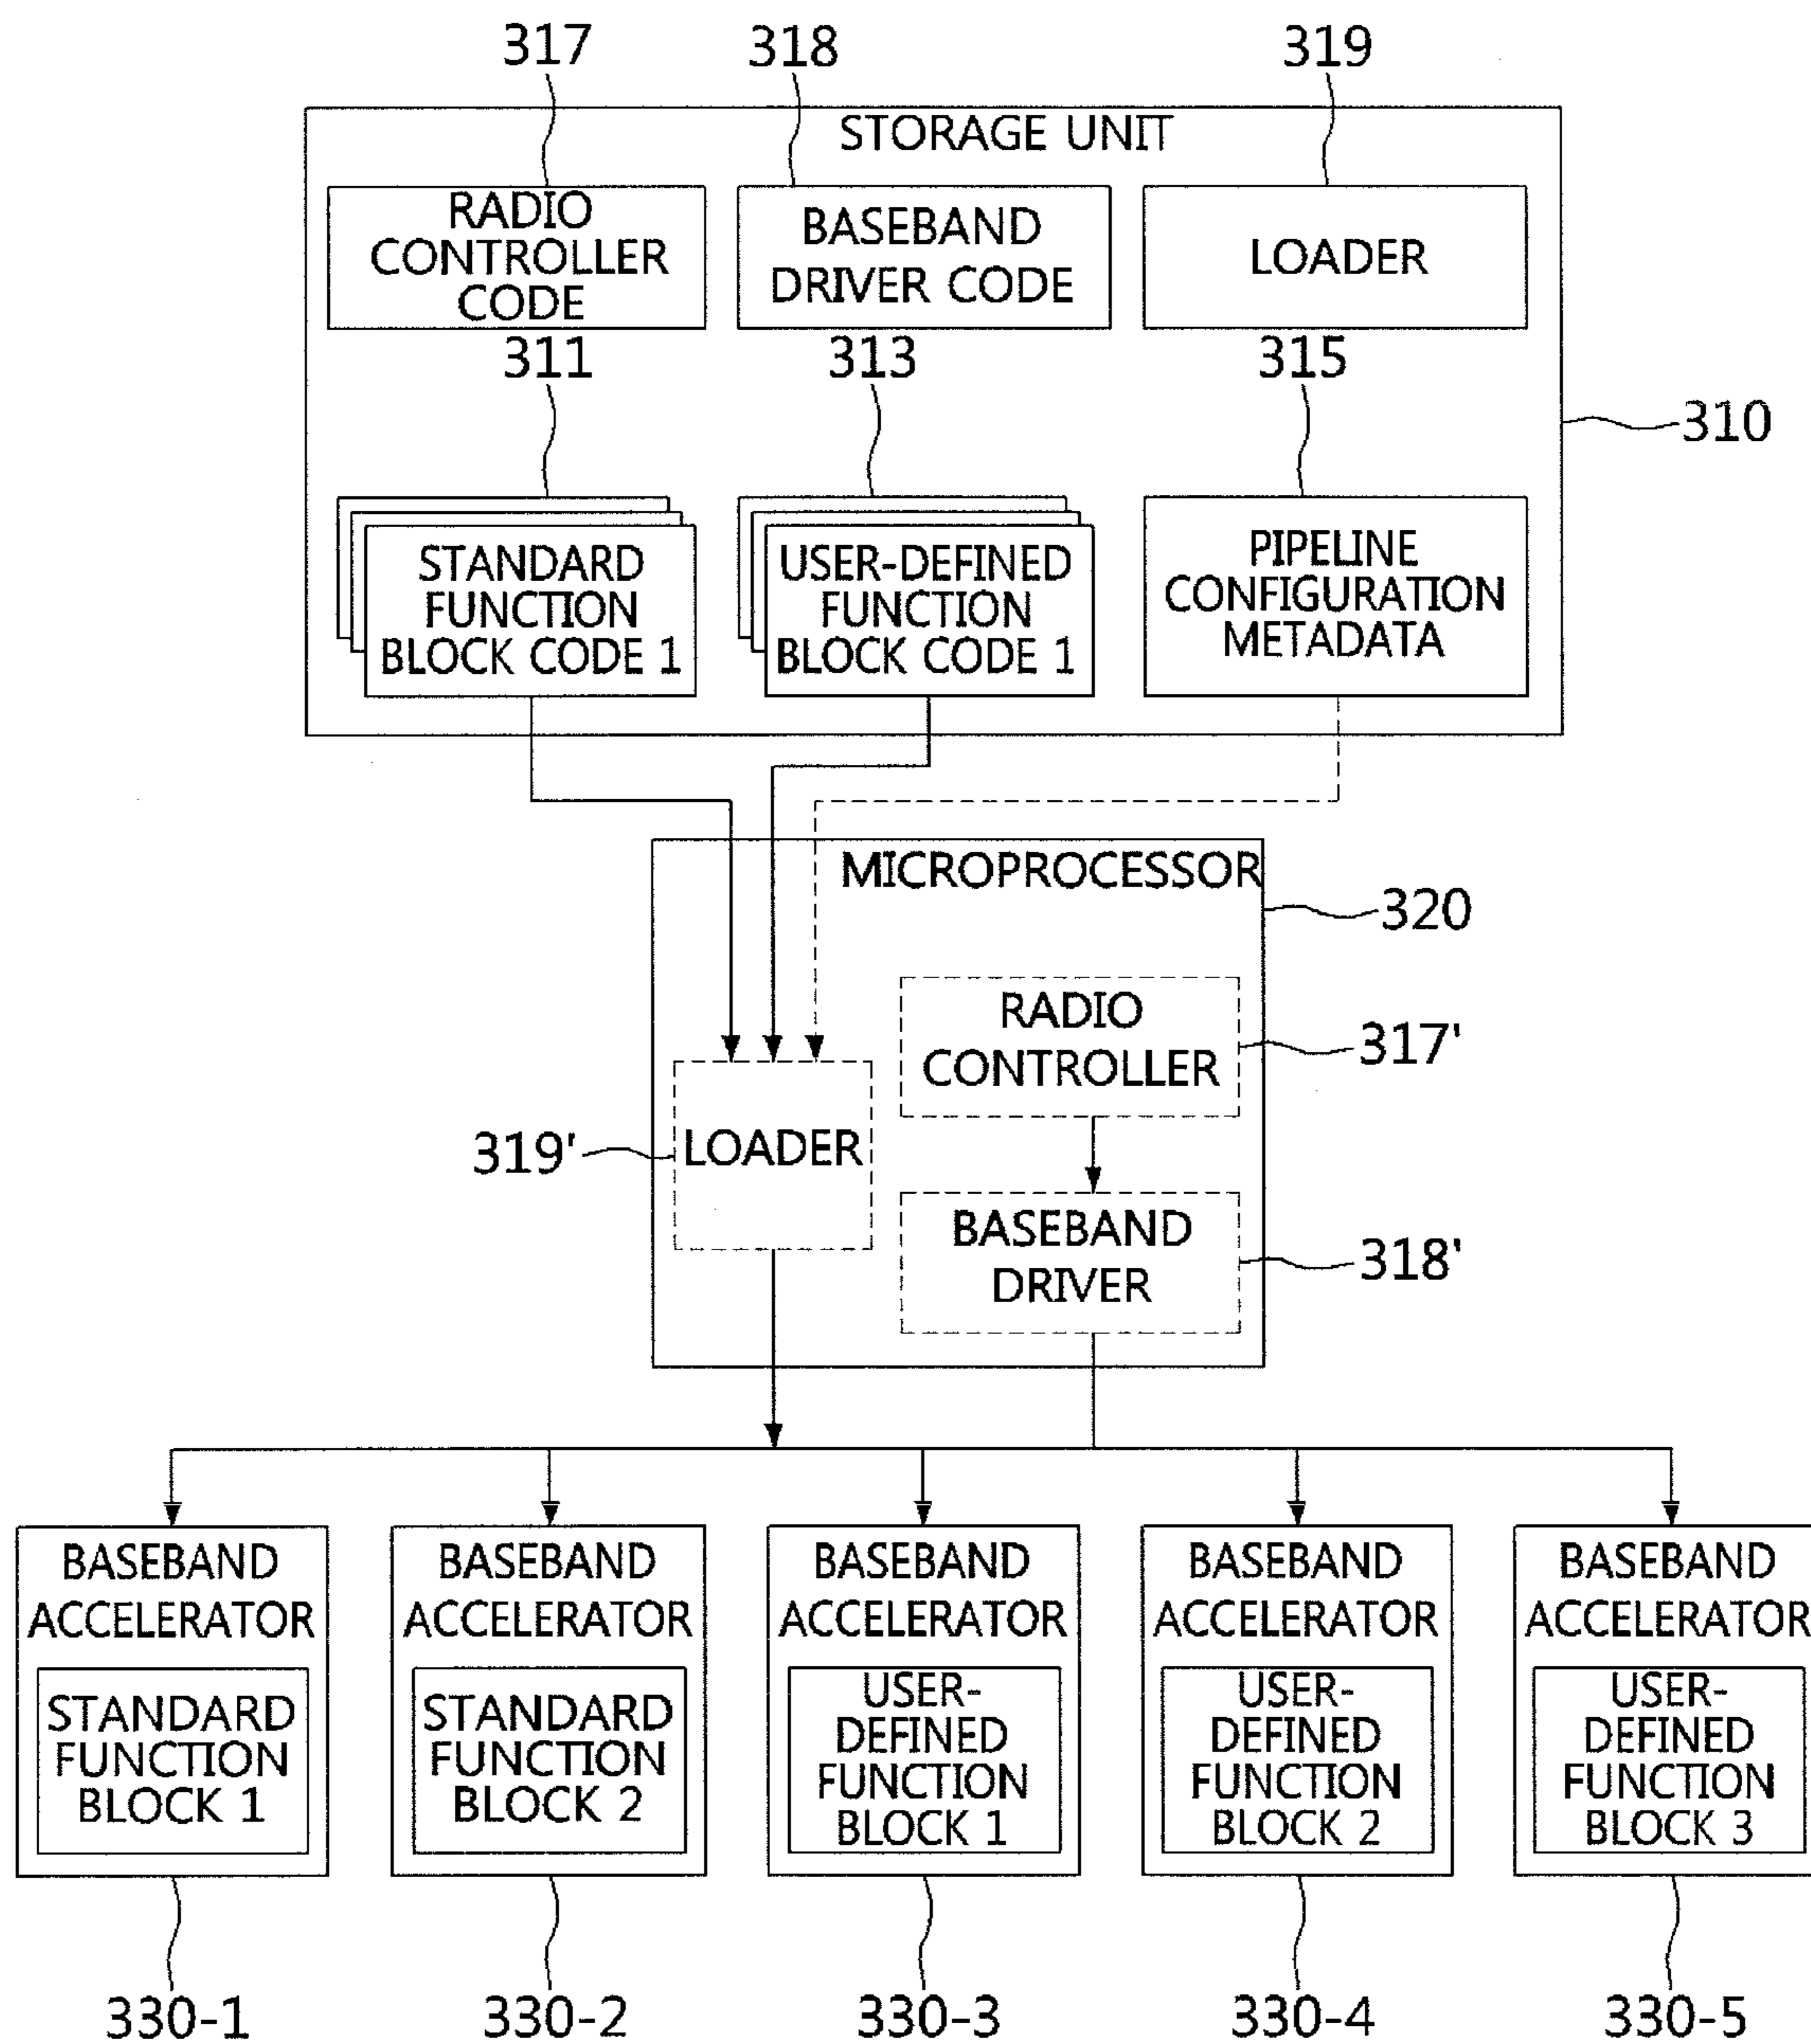 317
318
319
STORAGE UNIT
RADIO
CONTROLLER
CODE
BASEBAND
DRIVER CODE
LOADER
311
313
315
310
STANDARD
FUNCTION
BLOCK CODE 1
USER-DEFINED
FUNCTION
BLOCK CODE 1
PIPELINE
CONFIGURATION
METADATA
MICROPROCESSOR
320
RADIO
CONTROLLER
317'
LOADER
319'
BASEBAND
DRIVER
318'
BASEBAND
ACCELERATOR
STANDARD
FUNCTION
BLOCK 1
BASEBAND
ACCELERATOR
STANDARD
FUNCTION
BLOCK 2
BASEBAND
ACCELERATOR
USER-
DEFINED
FUNCTION
BLOCK 1
BASEBAND
ACCELERATOR
USER-
DEFINED
FUNCTION
BLOCK 2
BASEBAND
ACCELERATOR
USER-
DEFINED
FUNCTION
BLOCK 3
330-1
330-2
330-3
330-4
330-5